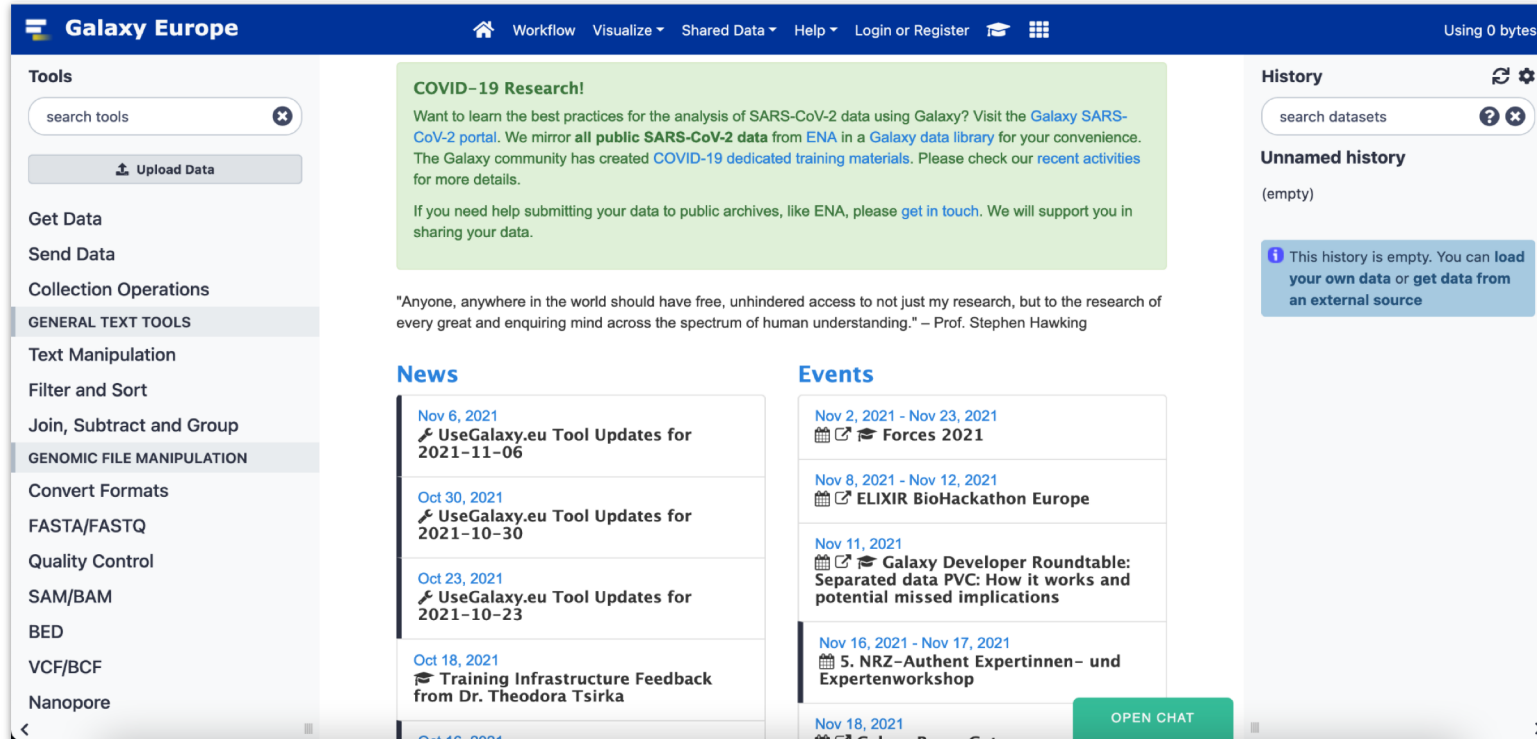 Galaxy Europe
Workflow Visualize Shared Data Help Login or Register
Using 0 bytes
Tools
search tools
Upload Data
Get Data
Send Data
Collection Operations
GENERAL TEXT TOOLS
Text Manipulation
Filter and Sort
Join, Subtract and Group
GENOMIC FILE MANIPULATION
Convert Formats
FASTA/FASTQ
Quality Control
SAM/BAM
BED
VCF/BCF
Nanopore
COVID-19 Research!
Want to learn the best practices for the analysis of SARS-CoV-2 data using Galaxy? Visit the Galaxy SARS-
CoV-2 portal. We mirror all public SARS-CoV-2 data from ENA in a Galaxy data library for your convenience.
The Galaxy community has created COVID-19 dedicated training materials. Please check our recent activities
for more details.
If you need help submitting your data to public archives, like ENA, please get in touch. We will support you in
sharing your data.
"Anyone, anywhere in the world should have free, unhindered access to not just my research, but to the research of
every great and enquiring mind across the spectrum of human understanding." – Prof. Stephen Hawking
News
Nov 6, 2021
UseGalaxy.eu Tool Updates for
2021-11-06
Oct 30, 2021
UseGalaxy.eu Tool Updates for
2021-10-30
Oct 23, 2021
UseGalaxy.eu Tool Updates for
2021-10-23
Oct 18, 2021
Training Infrastructure Feedback
from Dr. Theodora Tsirka
Events
Nov 2, 2021 - Nov 23, 2021
Forces 2021
Nov 8, 2021 - Nov 12, 2021
ELIXIR BioHackathon Europe
Nov 11, 2021
Galaxy Developer Roundtable:
Separated data PVC: How it works and
potential missed implications
Nov 16, 2021 - Nov 17, 2021
5. NRZ-Authent Expertinnen- und
Expertenworkshop
Nov 18, 2021
OPEN CHAT
History
search datasets
Unnamed history
(empty)
This history is empty. You can load
your own data or get data from
an external source